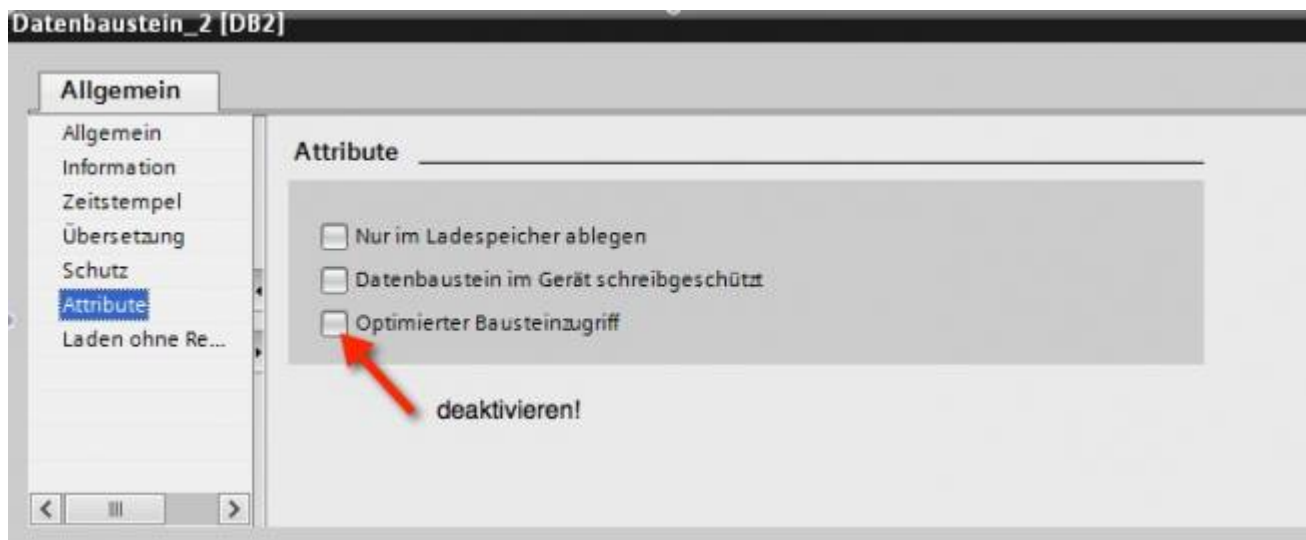 Datenbaustein_2 [DB2]
Allgemein
Allgemein
Information
Zeitstempel
Übersetzung
Schutz
Attribute
Laden ohne Re...
Attribute
Nur im Ladespeicher ablegen
Datenbaustein im Gerät schreibgeschützt
Optimierter Bausteinzugriff
deaktivieren!